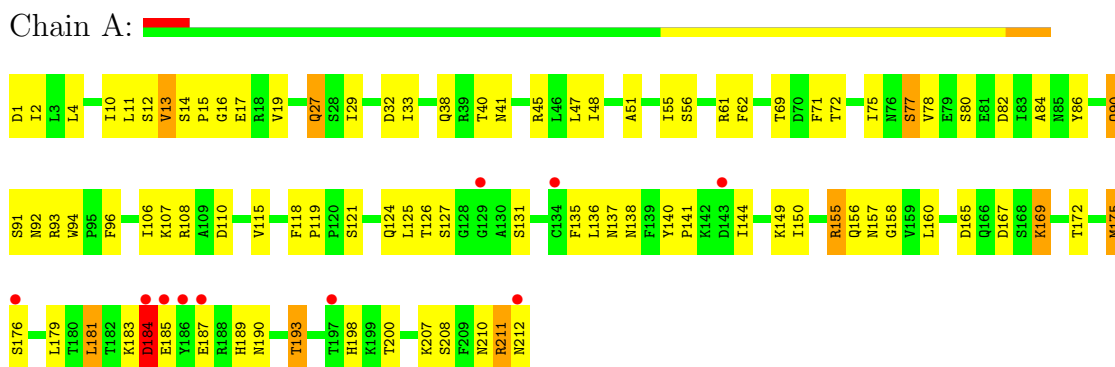 Chain A:
D1 I2 L3 L4 I10 L11 S12 V13 S14 P15 G16 E17 R18 V19 Q27 S28 I29 D32 I33 Q38 R39 T40 N41 R45 L46 L47 I48 A51 I55 S56 R61 F62 T69 D70 F71 T72 I75 N76 S77 V78 E79 S80 E81 D82 I83 A84 N85 Y86
S91 N92 R93 W94 P95 F96 I106 K107 R108 A109 D110 V115 F118 P119 P120 S121 Q124 L125 T126 S127 G128 G129 A130 S131 C134 F135 L136 N137 N138 F139 Y140 P141 K142 D143 I144 K149 I150 R155 Q156 N157 G158 V159 L160 D165 Q166 D167 S168 K169 T172 M175
S176 L179 T180 L181 T182 K183 D184 E185 Y186 E187 R188 H189 N190 T193 T197 H198 K199 T200 K207 S208 F209 N210 R211 N212